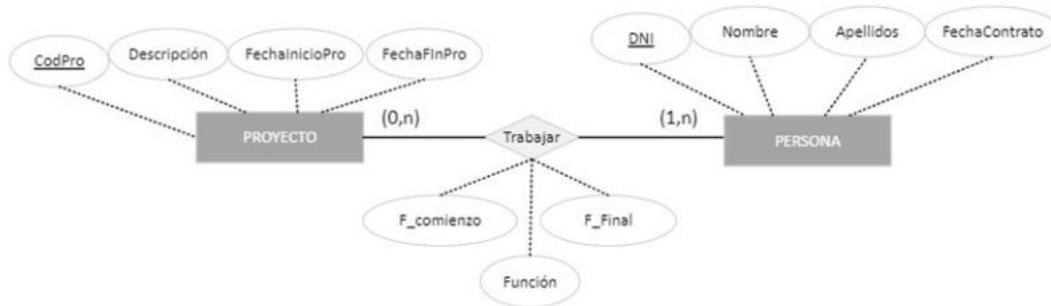 CodPro
Descripción
FechaInicioPro
FechaFInPro
DNI
Nombre
Apellidos
FechaContrato
PROYECTO
(0,n)
Trabajar
(1,n)
PERSONA
F_comienzo
F_Final
Función